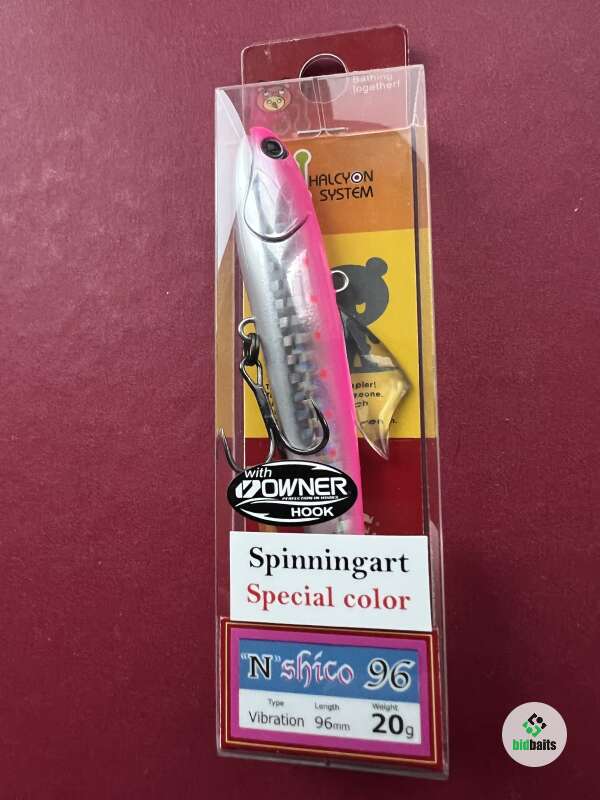 Bathing
together!
HALCYON
SYSTEM
with
OWNER
HOOK
Spinningart
Special color
"N"shico 96
Type
Length
Weight
Vibration
96mm
20g
bidbaits